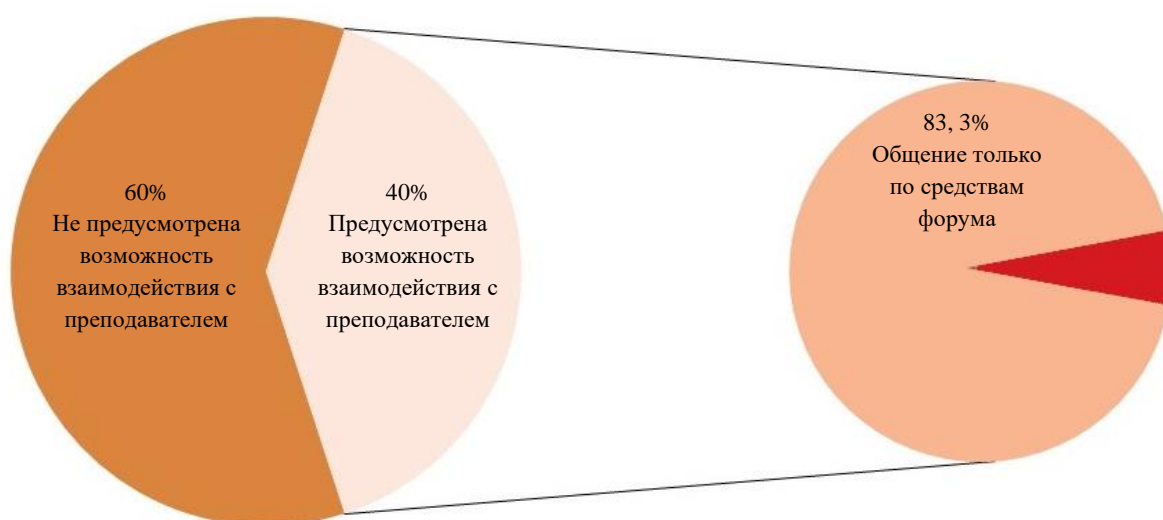 60%
Не предусмотрена
возможность
взаимодействия с
преподавателем
40%
Предусмотрена
возможность
взаимодействия с
преподавателем
83, 3%
Общение только
по средствам
форума